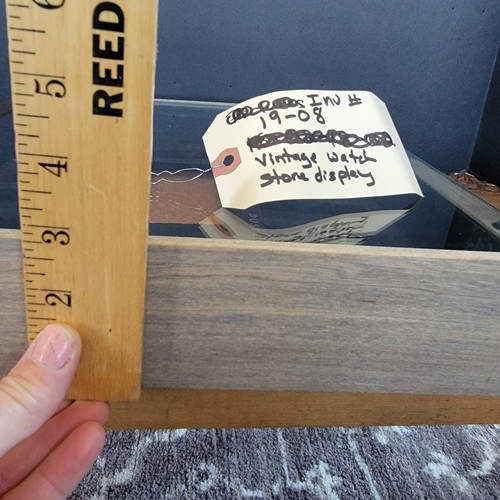 6
5
REED
4
3
2
Inv #
19-08
vintage watch
store display